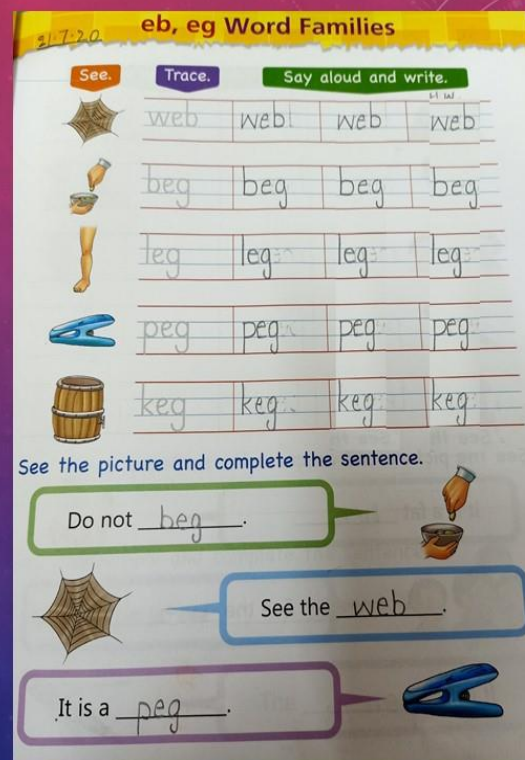 eb, eg Word Families
21.7.20
See. Trace. Say aloud and write.
H W
web web web web
beg beg beg beg
leg leg leg leg
peg peg peg peg
keg keg keg keg
See the picture and complete the sentence.
Do not beg.
See the web.
It is a peg.